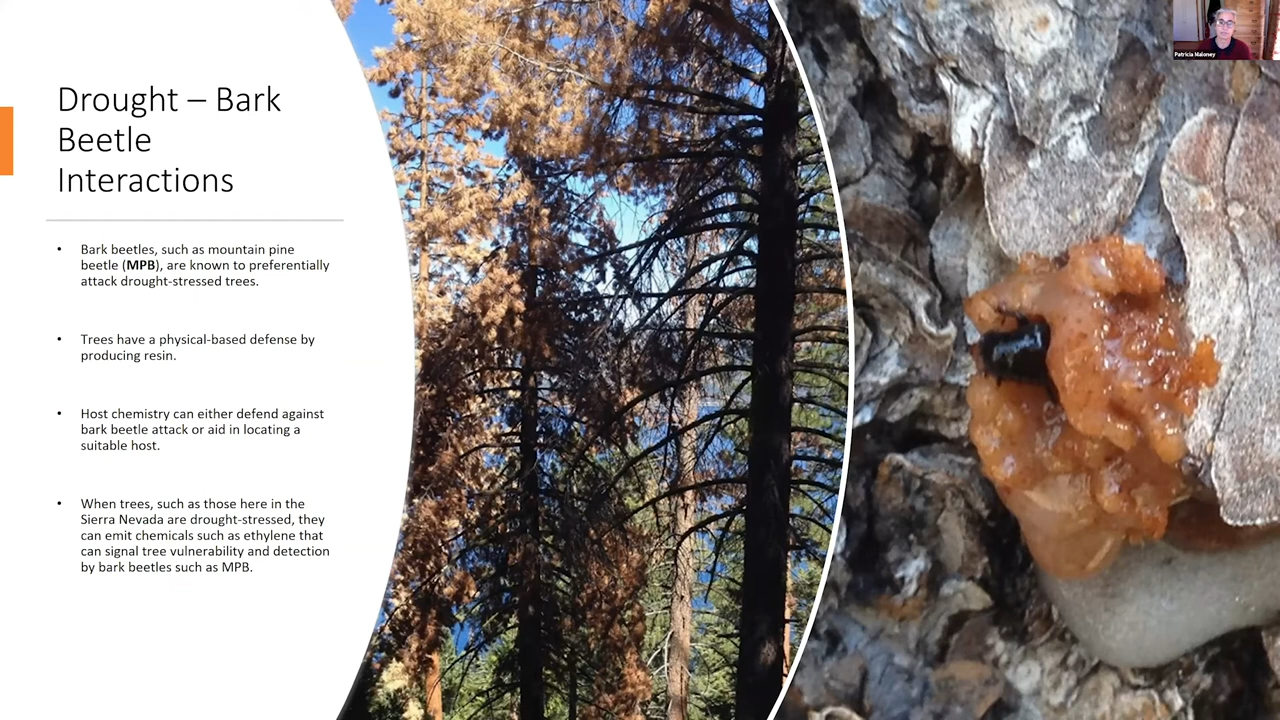 Drought – Bark
Beetle
Interactions
• Bark beetles, such as mountain pine
beetle (MPB), are known to preferentially
attack drought-stressed trees.
• Trees have a physical-based defense by
producing resin.
• Host chemistry can either defend against
bark beetle attack or aid in locating a
suitable host.
• When trees, such as those here in the
Sierra Nevada are drought-stressed, they
can emit chemicals such as ethylene that
can signal tree vulnerability and detection
by bark beetles such as MPB.
Patricia Maloney